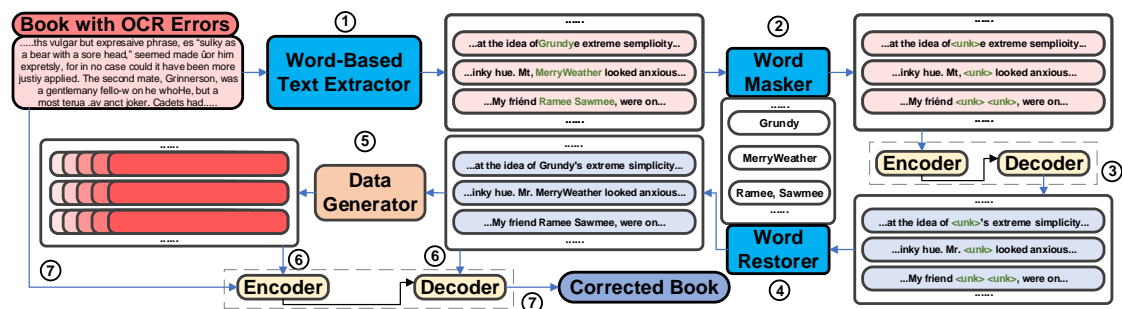 Book with OCR Errors
.....ths vulgar but expresaive phrase, es “sulky as
a bear with a sore head,” seemed made ûor him
expretsly, for in no case could it have been more
justiy applied. The second mate, Grinnerson, was
a gentlemany fello-w on he whoHe, but a
most terua .av anct joker. Cadets had.....
①
Word-Based
Text Extractor
......
...at the idea ofGrundye extreme semplicity...
...inky hue. Mt, MerryWeather looked anxious...
...My friénd Ramee Sawmee, were on...
......
②
Word
Masker
......
Grundy
MerryWeather
Ramee, Sawmee
......
......
...at the idea of<unk>e extreme semplicity...
...inky hue. Mt, <unk> looked anxious...
...My friénd <unk> <unk>, were on...
......
Encoder
Decoder
③
......
...at the idea of <unk>'s extreme simplicity...
...inky hue. Mr. <unk> looked anxious...
...My friend <unk> <unk>, were on...
......
Word
Restorer
④
......
...at the idea of Grundy's extreme simplicity...
...inky hue. Mr. MerryWeather looked anxious...
...My friend Ramee Sawmee, were on...
......
⑤
Data
Generator
......
......
⑥
⑥
⑦
Encoder
Decoder
⑦
Corrected Book